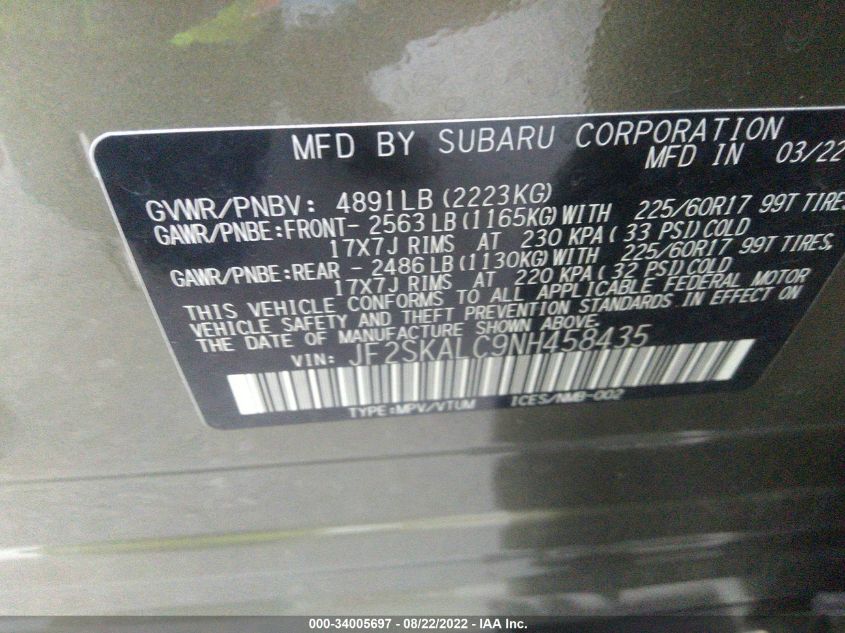 MFD BY SUBARU CORPORATION
MFD IN 03/22
GVWR/PNBV: 4891LB (2223KG)
GAWR/PNBE:FRONT- 2563LB (1165KG) WITH 225/60R17 99T TIRES,
17X7J RIMS AT 230 KPA ( 33 PSI) COLD
GAWR/PNBE:REAR - 2486LB (1130KG) WITH 225/60R17 99T TIRES,
17X7J RIMS AT 220 KPA ( 32 PSI) COLD
THIS VEHICLE CONFORMS TO ALL APPLICABLE FEDERAL MOTOR
VEHICLE SAFETY AND THEFT PREVENTION STANDARDS IN EFFECT ON
THE DATE OF MANUFACTURE SHOWN ABOVE.
VIN: JF2SKALC9NH458435
TYPE:MPV/VTUM ICES/NMB-002
000-34005697 - 08/22/2022 - IAA Inc.